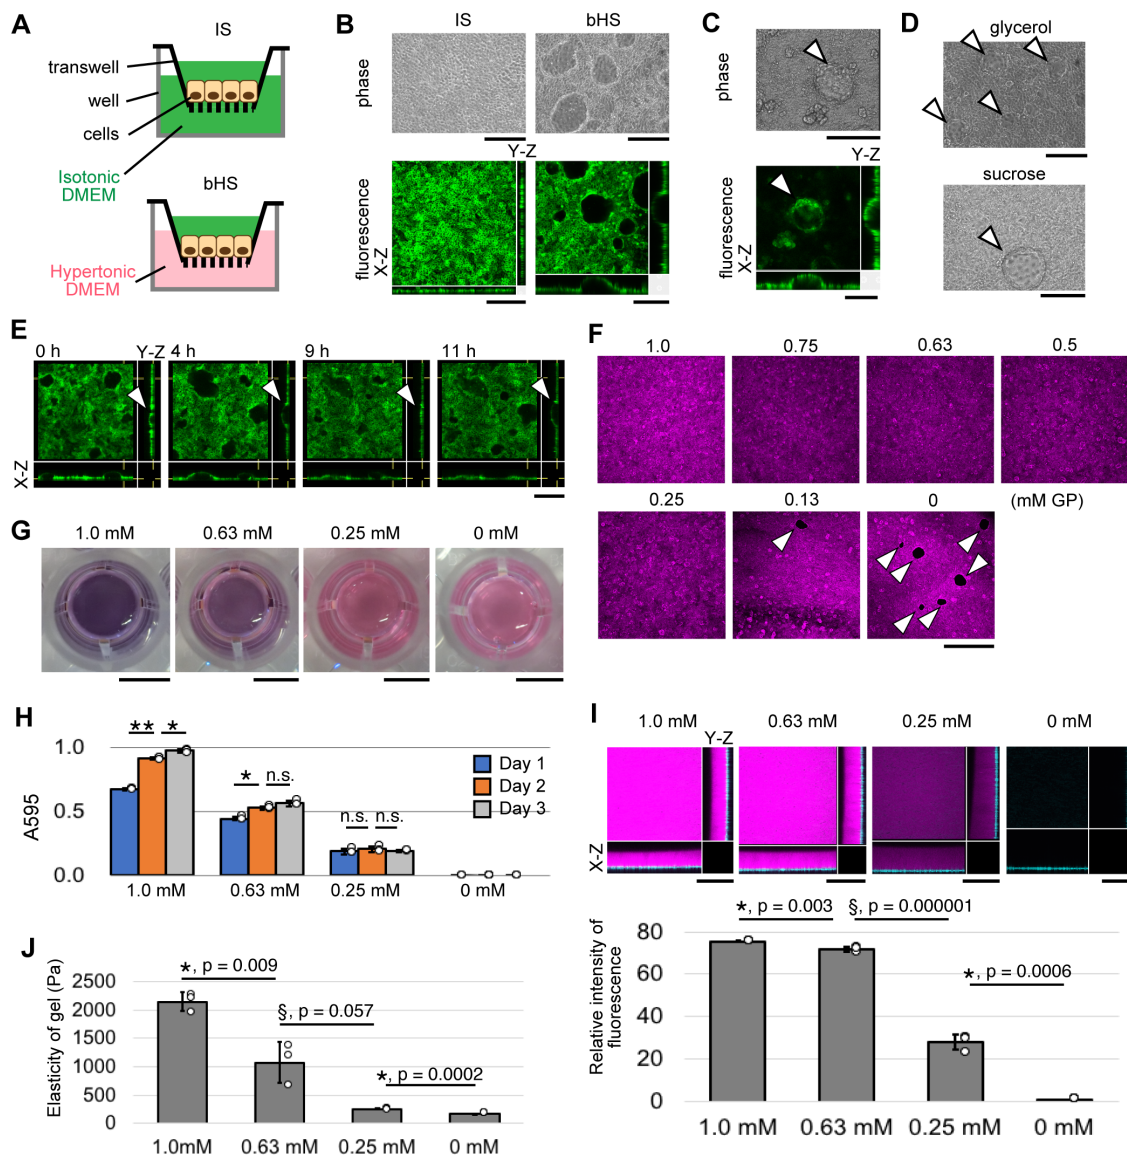 A
IS
transwell
well
cells
Isotonic
DMEM
bHS
Hypertonic
DMEM
B
IS
bHS
phase
Y-Z
fluorescence
X-Z
C
phase
Y-Z
fluorescence
X-Z
D
glycerol
sucrose
E
0 h
Y-Z
4 h
9 h
11 h
X-Z
F
1.0
0.75
0.63
0.5
0.25
0.13
0
(mM GP)
G
1.0 mM
0.63 mM
0.25 mM
0 mM
H
A595
1.0
0.5
0.0
** *
* n.s.
n.s. n.s.
Day 1
Day 2
Day 3
1.0 mM
0.63 mM
0.25 mM
0 mM
I
1.0 mM
0.63 mM
0.25 mM
0 mM
Y-Z
X-Z
*, p = 0.003
§, p = 0.000001
*, p = 0.0006
Relative intensity of
fluorescence
80
60
40
20
0
1.0 mM
0.63 mM
0.25 mM
0 mM
J
Elasticity of gel (Pa)
2500
2000
1500
1000
500
0
*, p = 0.009
§, p = 0.057
*, p = 0.0002
1.0mM
0.63 mM
0.25 mM
0 mM